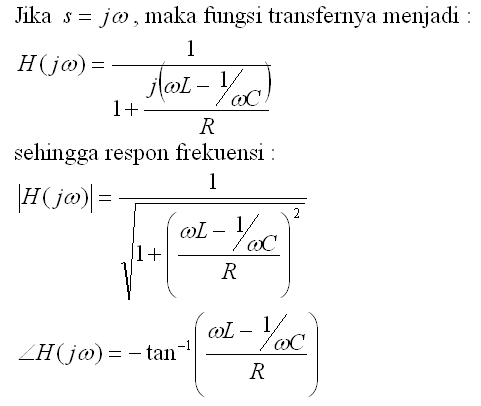 Jika s = jω, maka fungsi transfernya menjadi :
H(jω) = 1 / (1 + j(ωL − 1/ωC) / R)
sehingga respon frekuensi :
|H(jω)| = 1 / √(1 + ((ωL − 1/ωC) / R)²)
∠H(jω) = − tan⁻¹((ωL − 1/ωC) / R)